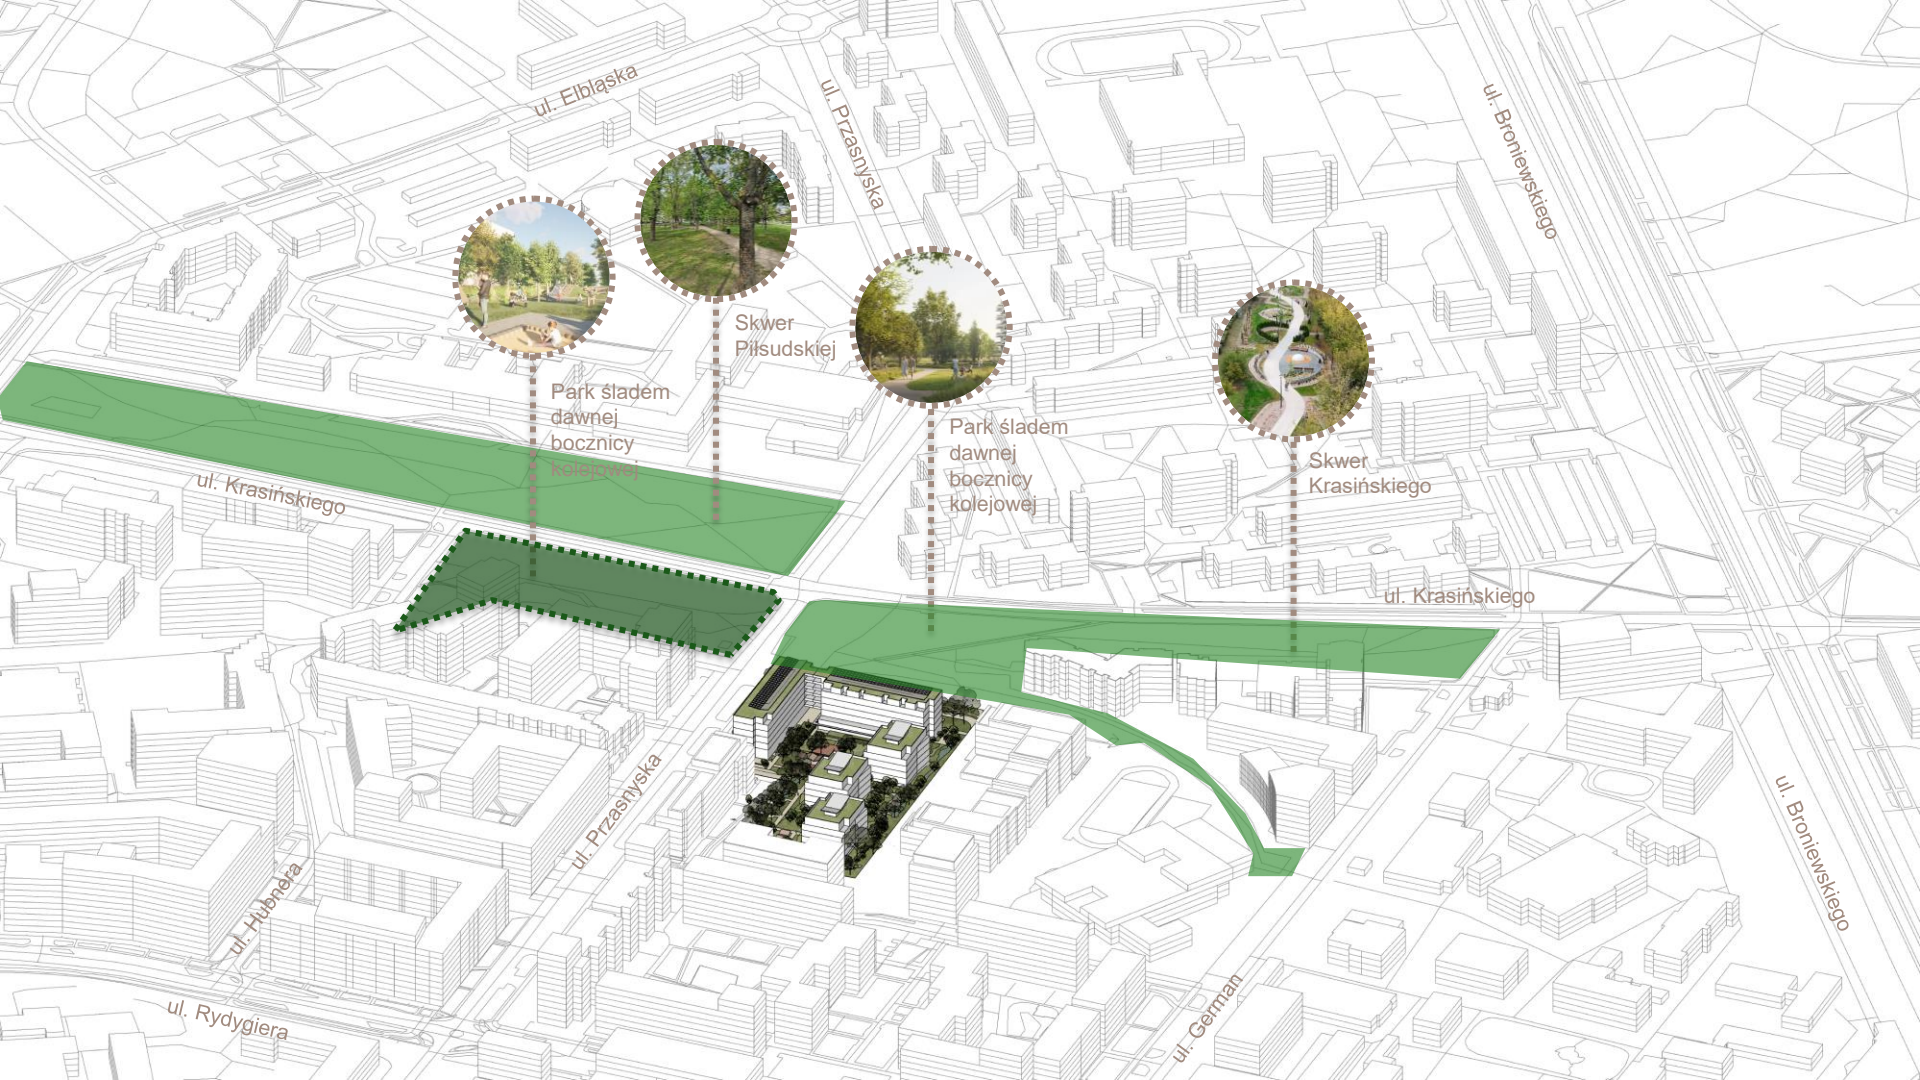 ul. Elbląska
ul. Przasnyska
ul. Broniewskiego
Skwer
Piłsudskiej
Park śladem
dawnej
bocznicy
kolejowej
Park śladem
dawnej
bocznicy
kolejowej
Skwer
Krasińskiego
ul. Krasińskiego
ul. Krasińskiego
ul. Przasnyska
ul. Broniewskiego
ul. Hubnera
ul. Rydygiera
ul. German